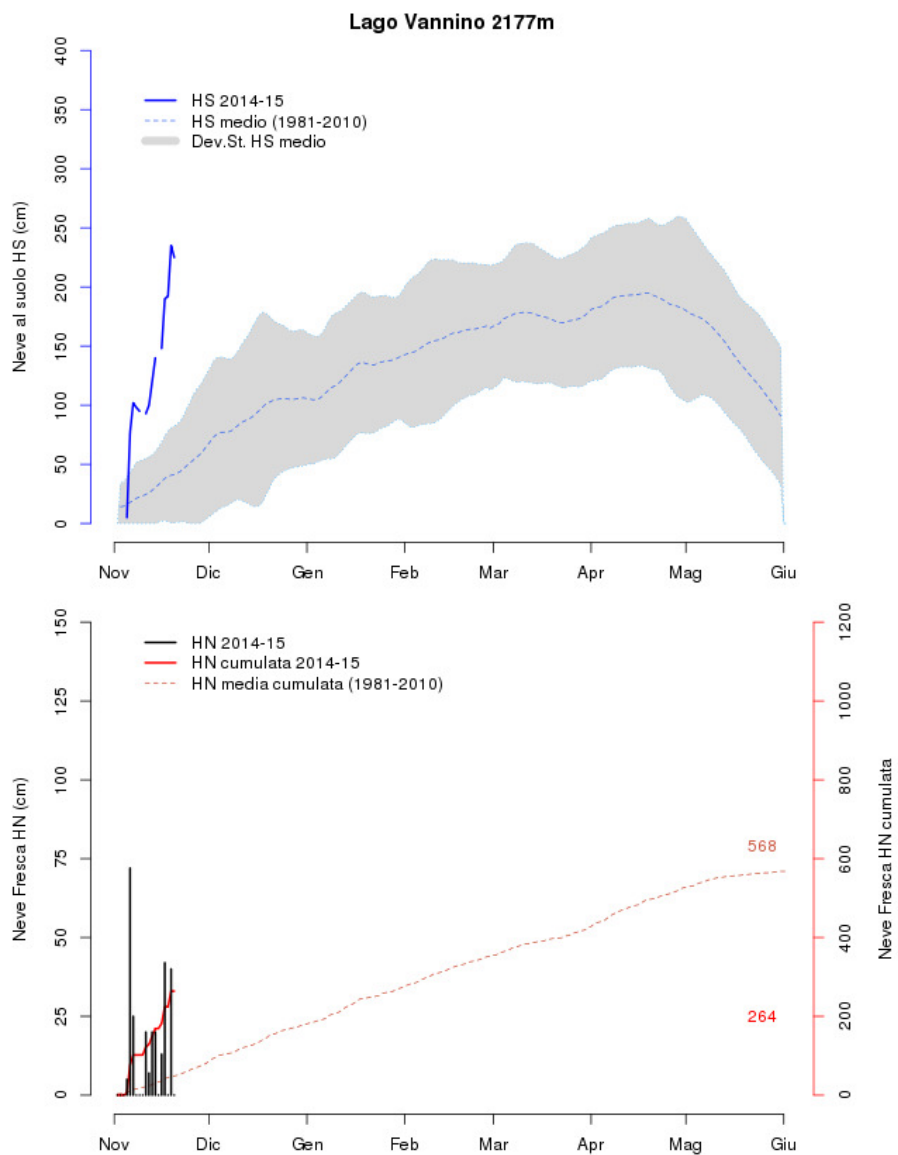 Lago Vannino 2177m
400
350
300
250
200
150
100
50
0
Neve al suolo HS (cm)
HS 2014-15
HS medio (1981-2010)
Dev.St. HS medio
Nov Dic Gen Feb Mar Apr Mag Giu
150
125
100
75
50
25
0
Neve Fresca HN (cm)
HN 2014-15
HN cumulata 2014-15
HN media cumulata (1981-2010)
568
264
1200
1000
800
600
400
200
0
Neve Fresca HN cumulata
Nov Dic Gen Feb Mar Apr Mag Giu